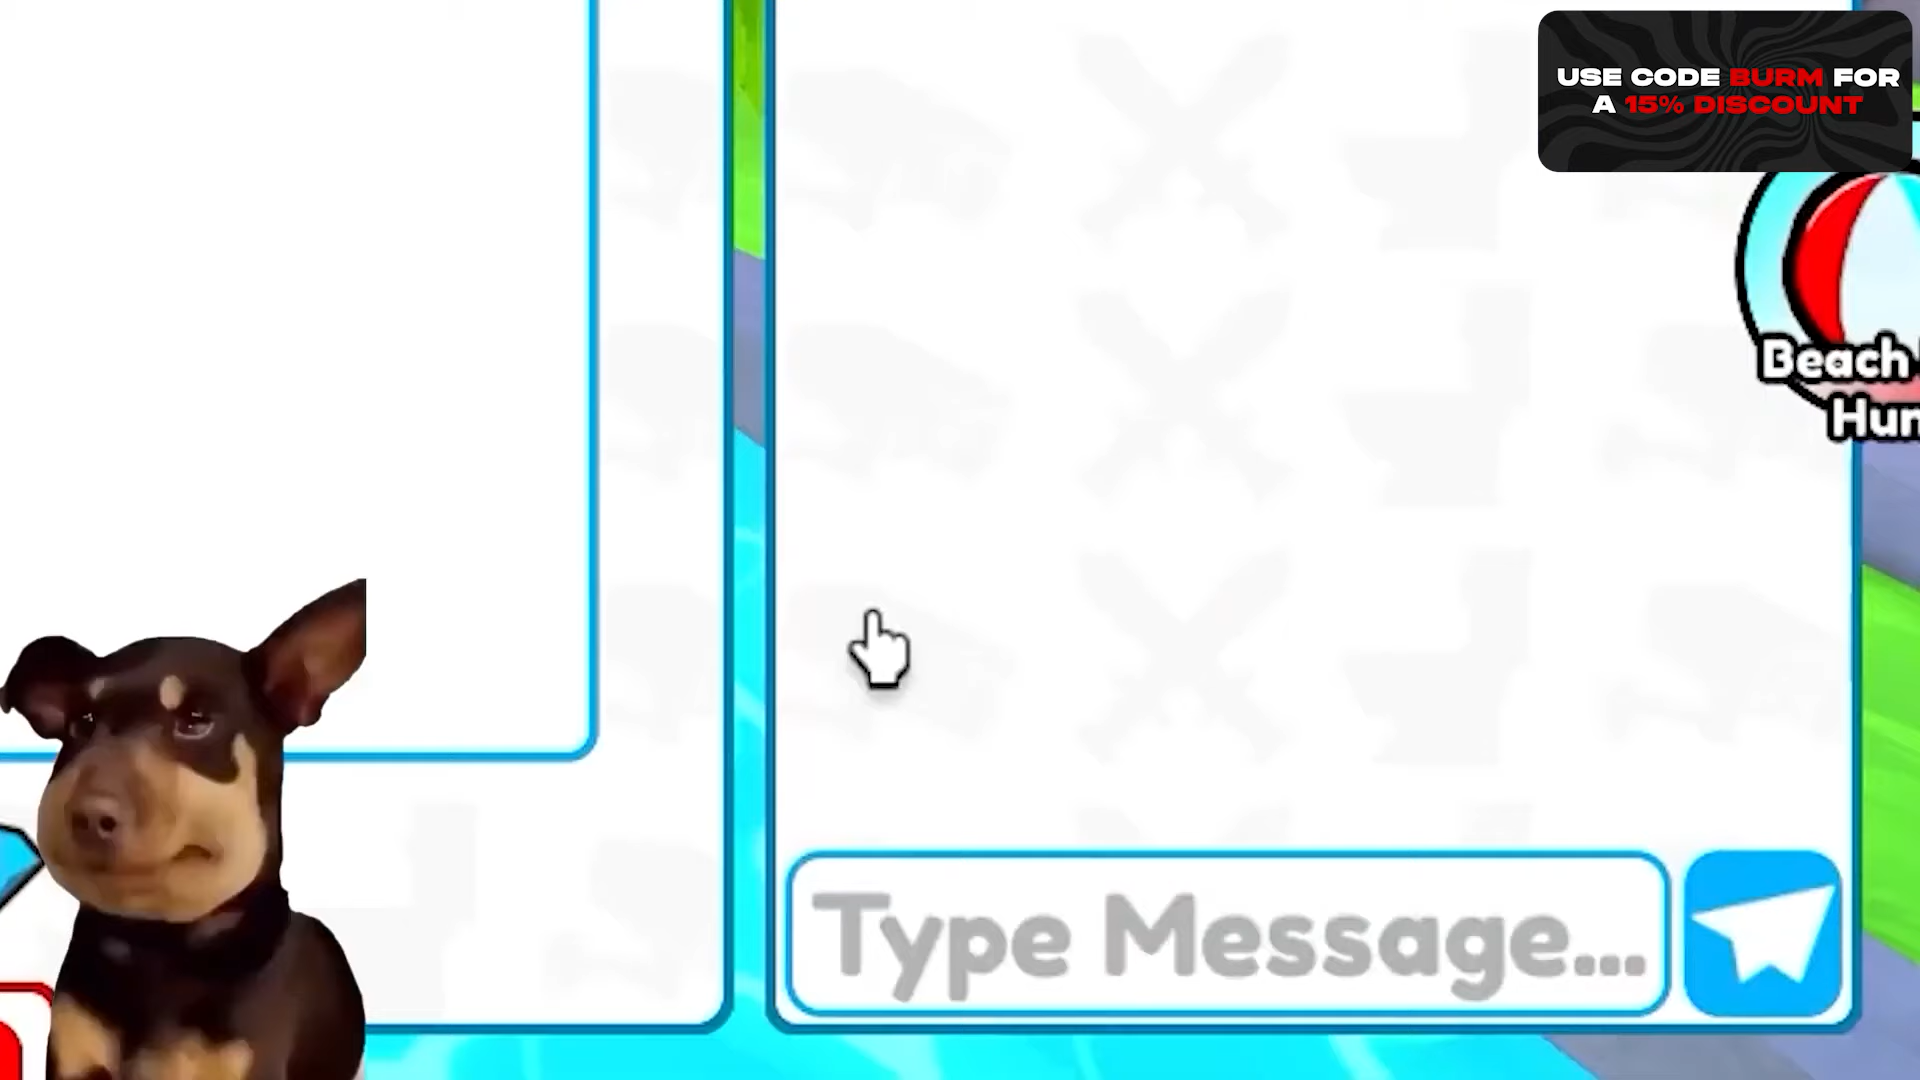 USE CODE BURM FOR
A 15% DISCOUNT
Beach
Type Message...